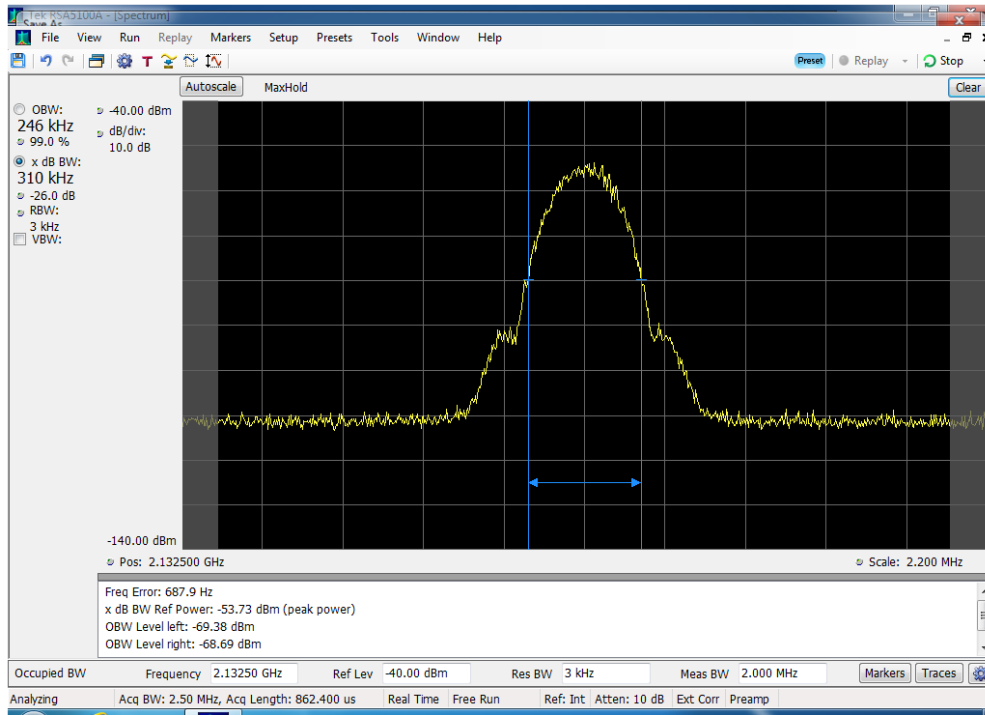 Tek RSA5100A - [Spectrum]
Save As
File View Run Replay Markers Setup Presets Tools Window Help
T Preset Replay Stop
Autoscale MaxHold Clear
OBW:
246 kHz
99.0 %
x dB BW:
310 kHz
-26.0 dB
RBW:
3 kHz
VBW:
-40.00 dBm
dB/div:
10.0 dB
-140.00 dBm
Pos: 2.132500 GHz Scale: 2.200 MHz
Freq Error: 687.9 Hz
x dB BW Ref Power: -53.73 dBm (peak power)
OBW Level left: -69.38 dBm
OBW Level right: -68.69 dBm
Occupied BW Frequency 2.13250 GHz Ref Lev -40.00 dBm Res BW 3 kHz Meas BW 2.000 MHz Markers Traces
Analyzing Acq BW: 2.50 MHz, Acq Length: 862.400 us Real Time Free Run Ref: Int Atten: 10 dB Ext Corr Preamp